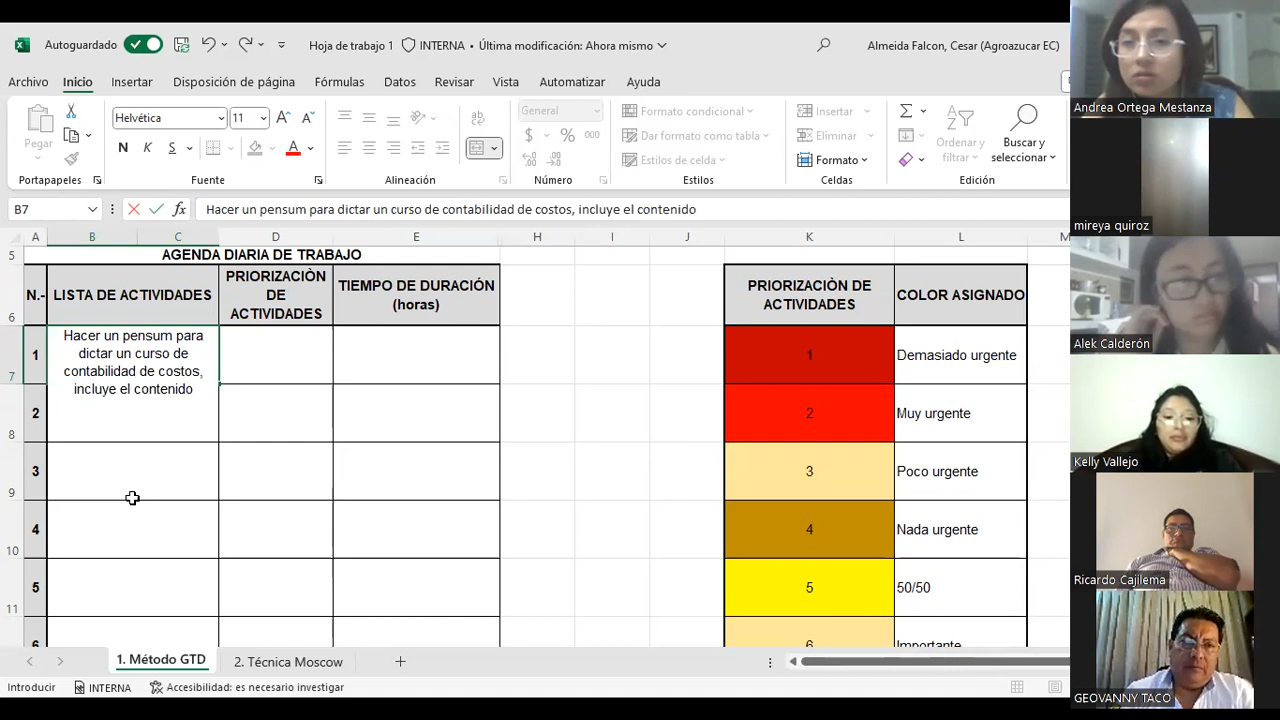 Autoguardado
Hoja de trabajo 1
INTERNA • Última modificación: Ahora mismo
Almeida Falcon, Cesar (Agroazucar EC)
Archivo Inicio Insertar Disposición de página Fórmulas Datos Revisar Vista Automatizar Ayuda
Pegar
Helvética 11
General
Formato condicional
Dar formato como tabla
Estilos de celda
Insertar
Eliminar
Formato
Ordenar y
filtrar
Buscar y
seleccionar
N K S
$ % 000
Portapapeles Fuente Alineación Número Estilos Celdas Edición
B7
fx Hacer un pensum para dictar un curso de contabilidad de costos, incluye el contenido
A B C D E H I J K L M
5 AGENDA DIARIA DE TRABAJO
6
N.- LISTA DE ACTIVIDADES
PRIORIZACIÒN
DE
ACTIVIDADES
TIEMPO DE DURACIÓN
(horas)
PRIORIZACIÒN DE
ACTIVIDADES
COLOR ASIGNADO
7
1
Hacer un pensum para
dictar un curso de
contabilidad de costos,
incluye el contenido
1 Demasiado urgente
8
2
2 Muy urgente
9
3
3 Poco urgente
10
4
4 Nada urgente
11
5
5 50/50
6
6 Importante
1. Método GTD
2. Técnica Moscow
Introducir
INTERNA
Accesibilidad: es necesario investigar
Andrea Ortega Mestanza
mireya quiroz
Alek Calderón
Kelly Vallejo
Ricardo Cajilema
GEOVANNY TACO